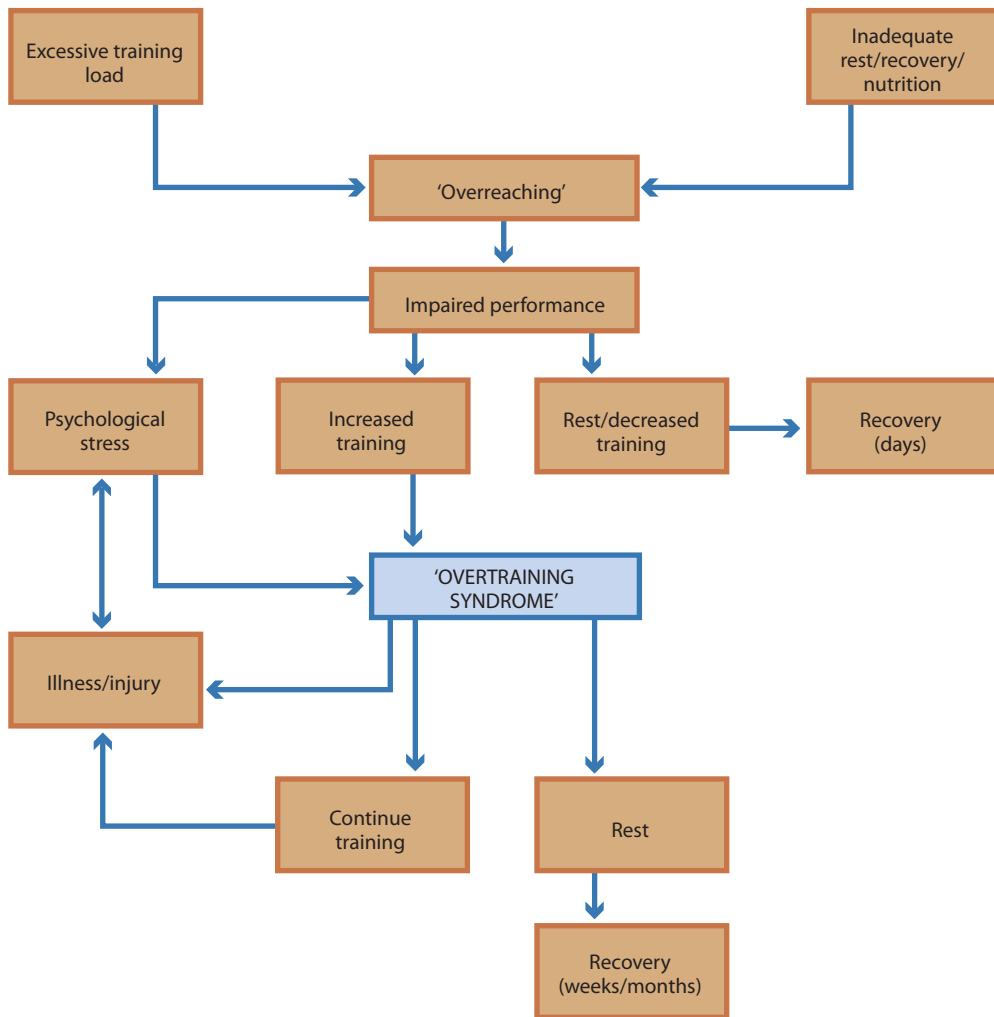 Excessive training
load
Inadequate
rest/recovery/
nutrition
‘Overreaching’
Impaired performance
Psychological
stress
Increased
training
Rest/decreased
training
Recovery
(days)
‘OVERTRAINING
SYNDROME’
Illness/injury
Continue
training
Rest
Recovery
(weeks/months)